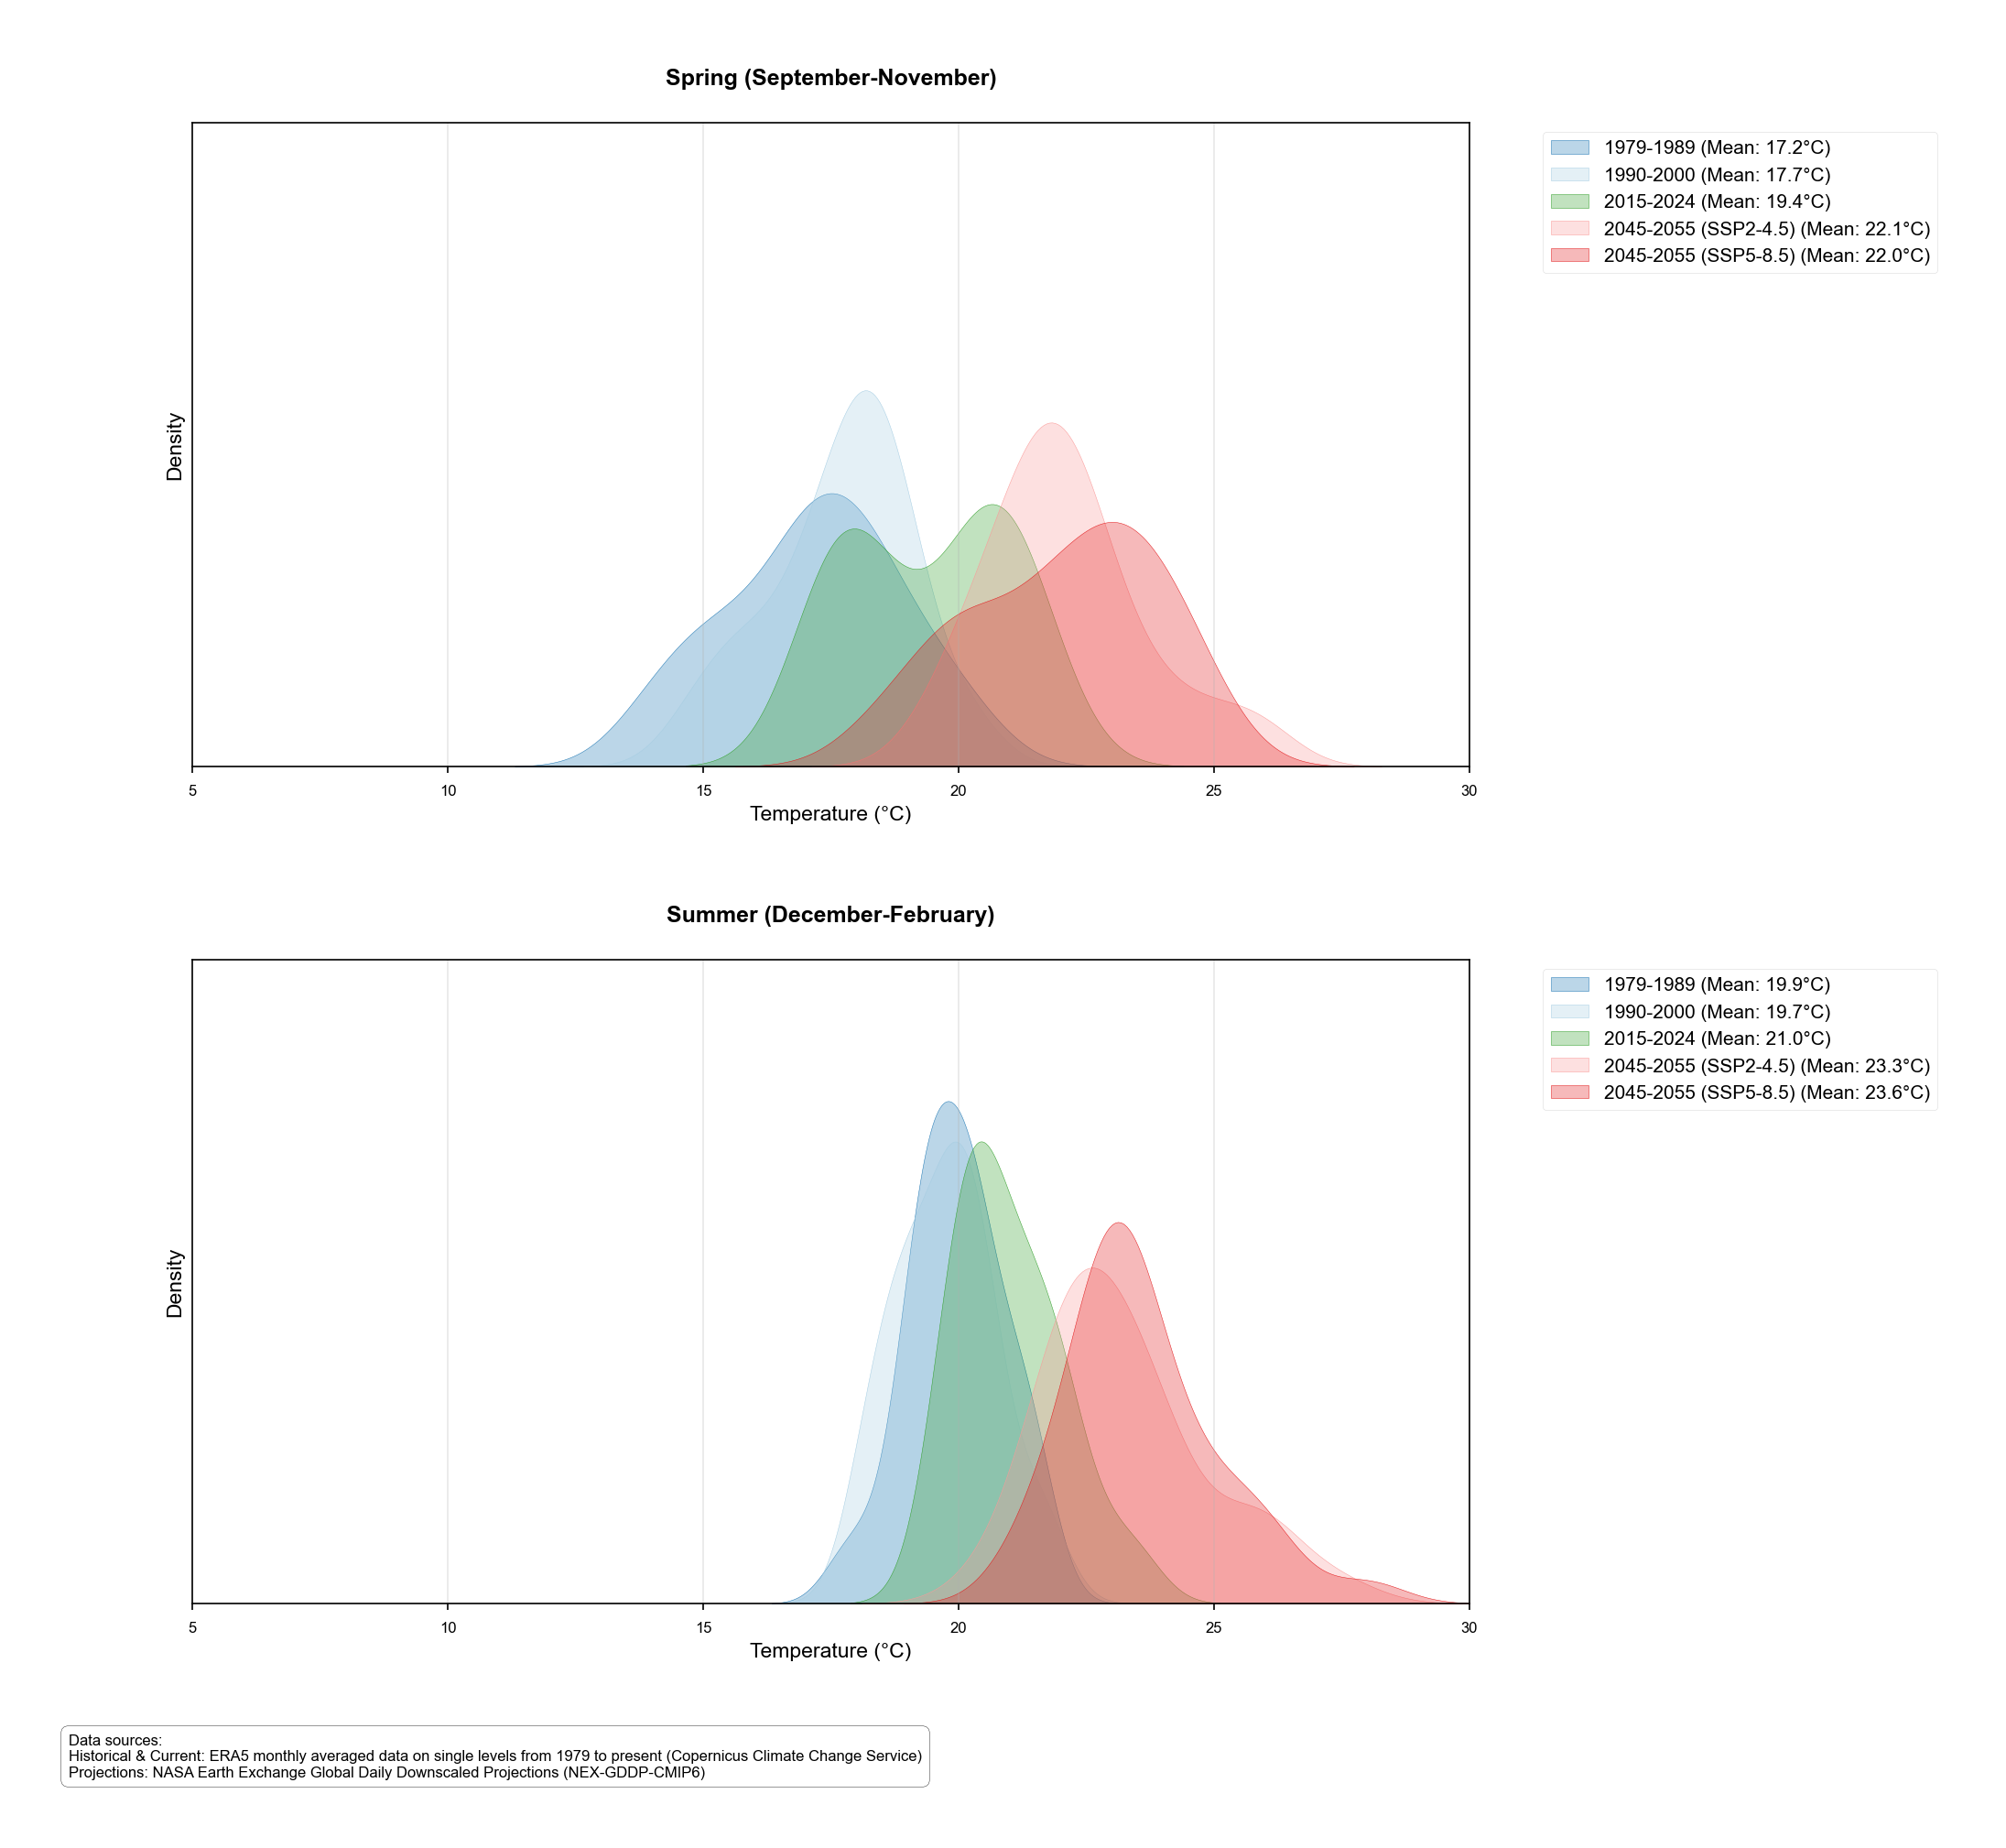 Spring (September-November)
1979-1989 (Mean: 17.2°C)
1990-2000 (Mean: 17.7°C)
2015-2024 (Mean: 19.4°C)
2045-2055 (SSP2-4.5) (Mean: 22.1°C)
2045-2055 (SSP5-8.5) (Mean: 22.0°C)
Density
5 10 15 20 25 30
Temperature (°C)
Summer (December-February)
1979-1989 (Mean: 19.9°C)
1990-2000 (Mean: 19.7°C)
2015-2024 (Mean: 21.0°C)
2045-2055 (SSP2-4.5) (Mean: 23.3°C)
2045-2055 (SSP5-8.5) (Mean: 23.6°C)
Density
5 10 15 20 25 30
Temperature (°C)
Data sources:
Historical & Current: ERA5 monthly averaged data on single levels from 1979 to present (Copernicus Climate Change Service)
Projections: NASA Earth Exchange Global Daily Downscaled Projections (NEX-GDDP-CMIP6)